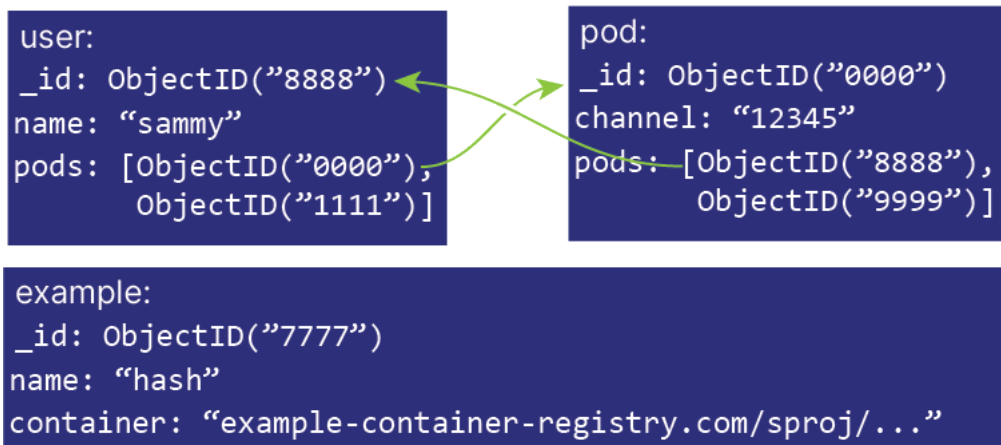 user:
_id: ObjectID(”8888”)
name: “sammy”
pods: [ObjectID(”0000”),
ObjectID(”1111”)]
pod:
_id: ObjectID(”0000”)
channel: “12345”
pods: [ObjectID(”8888”),
ObjectID(”9999”)]
example:
_id: ObjectID(”7777”)
name: “hash”
container: “example-container-registry.com/sproj/...”